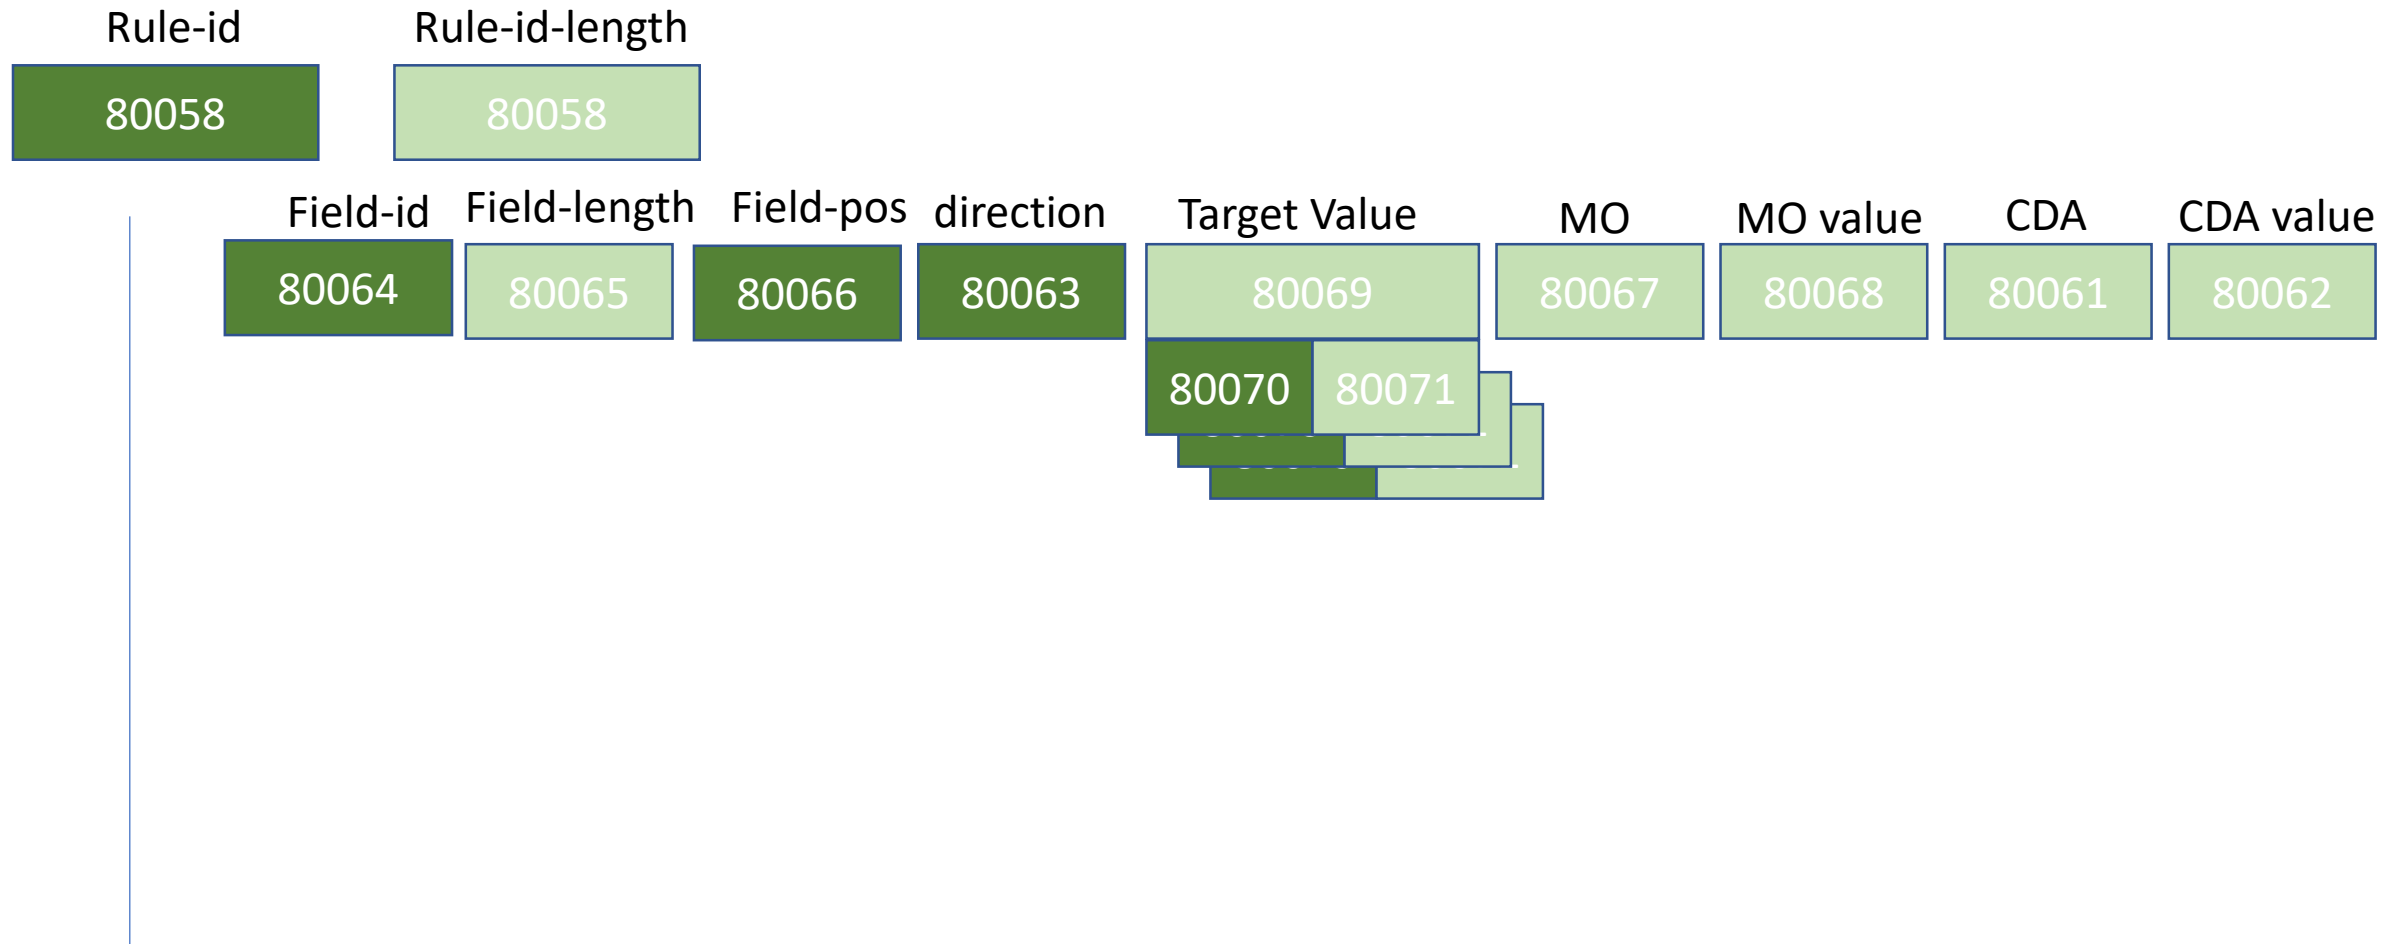 Rule-id Rule-id-length
80058 80058
Field-id Field-length Field-pos direction Target Value MO MO value CDA CDA value
80064 80065 80066 80063 80069 80067 80068 80061 80062
80070 80071